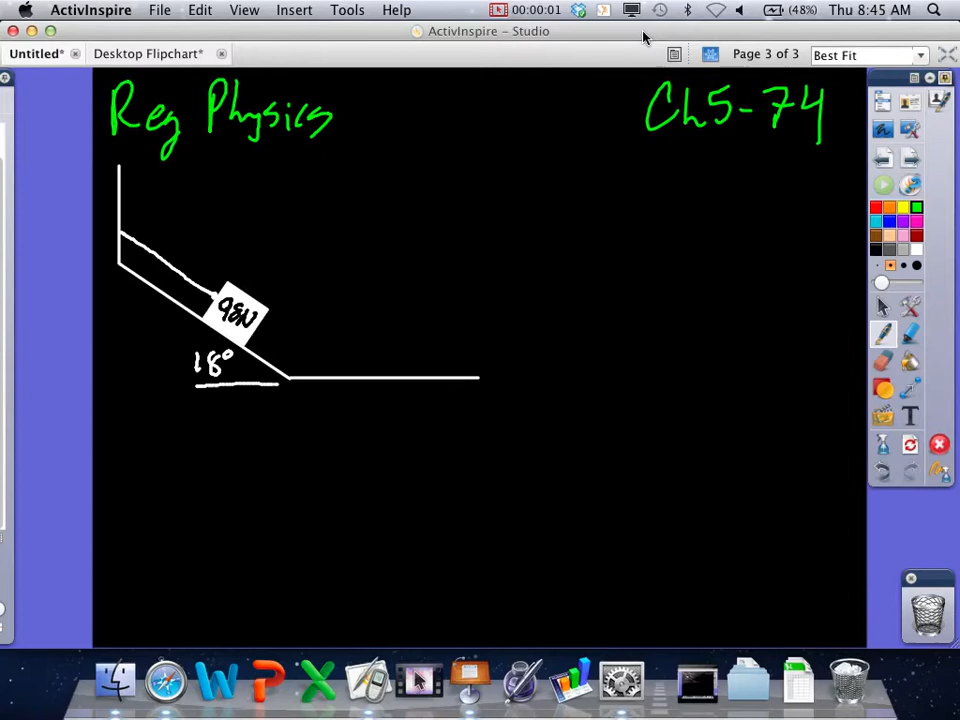 ActivInspire File Edit View Insert Tools Help 00:00:01 (48%) Thu 8:45 AM
ActivInspire – Studio
Untitled* Desktop Flipchart* Page 3 of 3 Best Fit
Reg Physics Ch5-74
98N
18°